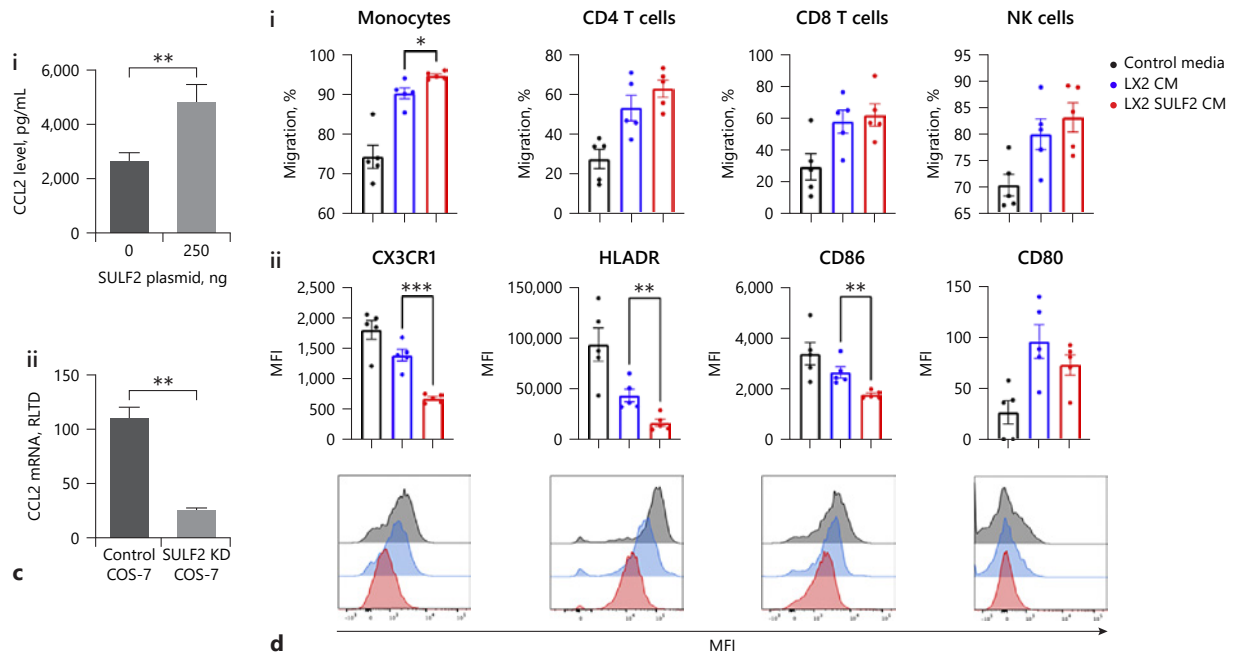 i
**
6,000
4,000
2,000
0
CCL2 level, pg/mL
0 250
SULF2 plasmid, ng
ii
**
150
100
50
0
CCL2 mRNA, RLTD
Control COS-7
SULF2 KD COS-7
c
i
Monocytes
*
100
90
80
70
60
Migration, %
CD4 T cells
100
80
60
40
20
0
Migration, %
CD8 T cells
100
80
60
40
20
0
Migration, %
NK cells
95
90
85
80
75
70
65
Migration, %
Control media
LX2 CM
LX2 SULF2 CM
ii
CX3CR1
***
2,500
2,000
1,500
1,000
500
0
MFI
HLADR
**
150,000
100,000
50,000
0
MFI
CD86
**
6,000
4,000
2,000
0
MFI
CD80
150
100
50
0
MFI
d
MFI